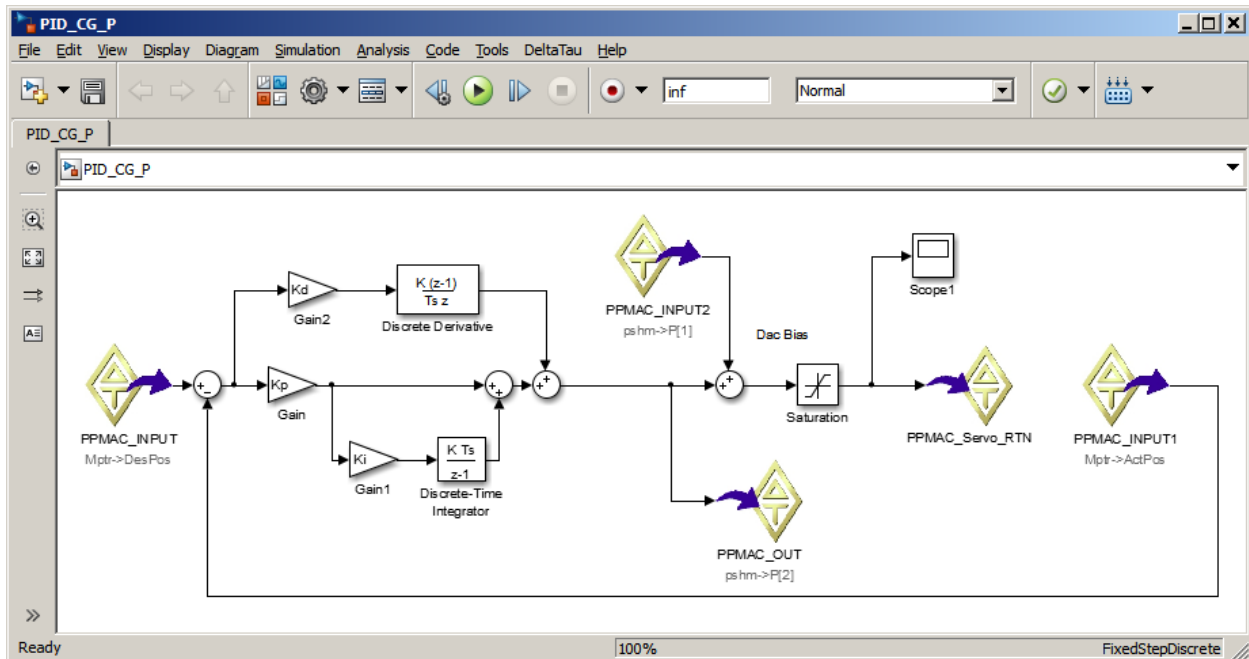 PID_CG_P
File Edit View Display Diagram Simulation Analysis Code Tools DeltaTau Help
inf
Normal
PID_CG_P
PID_CG_P
PPMAC_INPUT2
pshm->P[1]
Scope1
Kd
Gain2
K (z-1)
Ts z
Discrete Derivative
Dac Bias
PPMAC_INPUT
Mptr->DesPos
Kp
Gain
Saturation
PPMAC_Servo_RTN
PPMAC_INPUT1
Mptr->ActPos
Ki
Gain1
K Ts
z-1
Discrete-Time
Integrator
PPMAC_OUT
pshm->P[2]
Ready
100%
FixedStepDiscrete